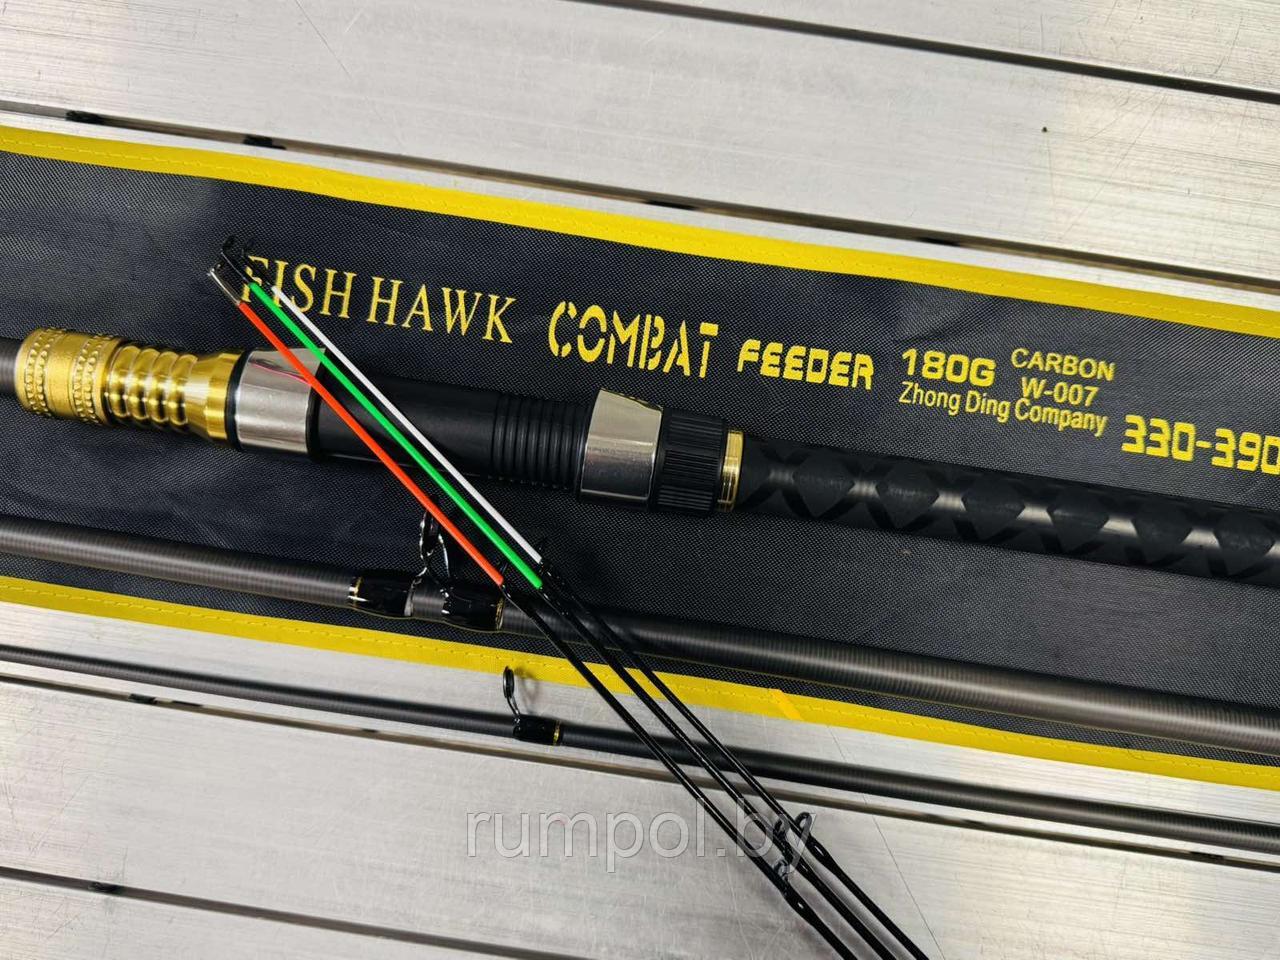 FISH HAWK COMBAT FEEDER 180G CARBON
W-007
Zhong Ding Company
330-390
rumpol.by